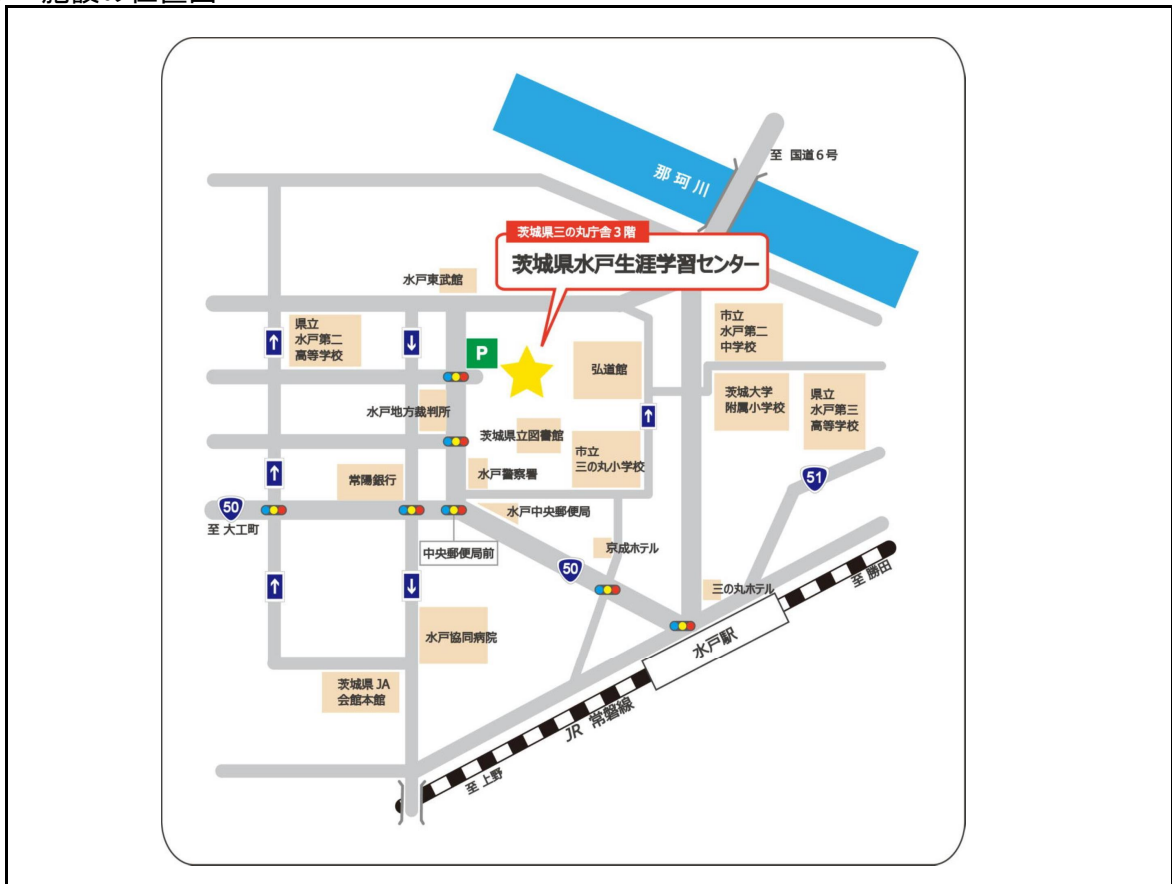 施設の位置図
至 国道６号
那珂川
茨城県三の丸庁舎３階
茨城県水戸生涯学習センター
水戸東武館
県立
水戸第二
高等学校
P
弘道館
市立
水戸第二
中学校
茨城大学
附属小学校
県立
水戸第三
高等学校
水戸地方裁判所
茨城県立図書館
市立
三の丸小学校
水戸警察署
常陽銀行
51
50
至 大工町
水戸中央郵便局
中央郵便局前
京成ホテル
50
三の丸ホテル
至 勝田
水戸駅
水戸協同病院
茨城県 JA
会館本館
JR 常磐線
至 上野